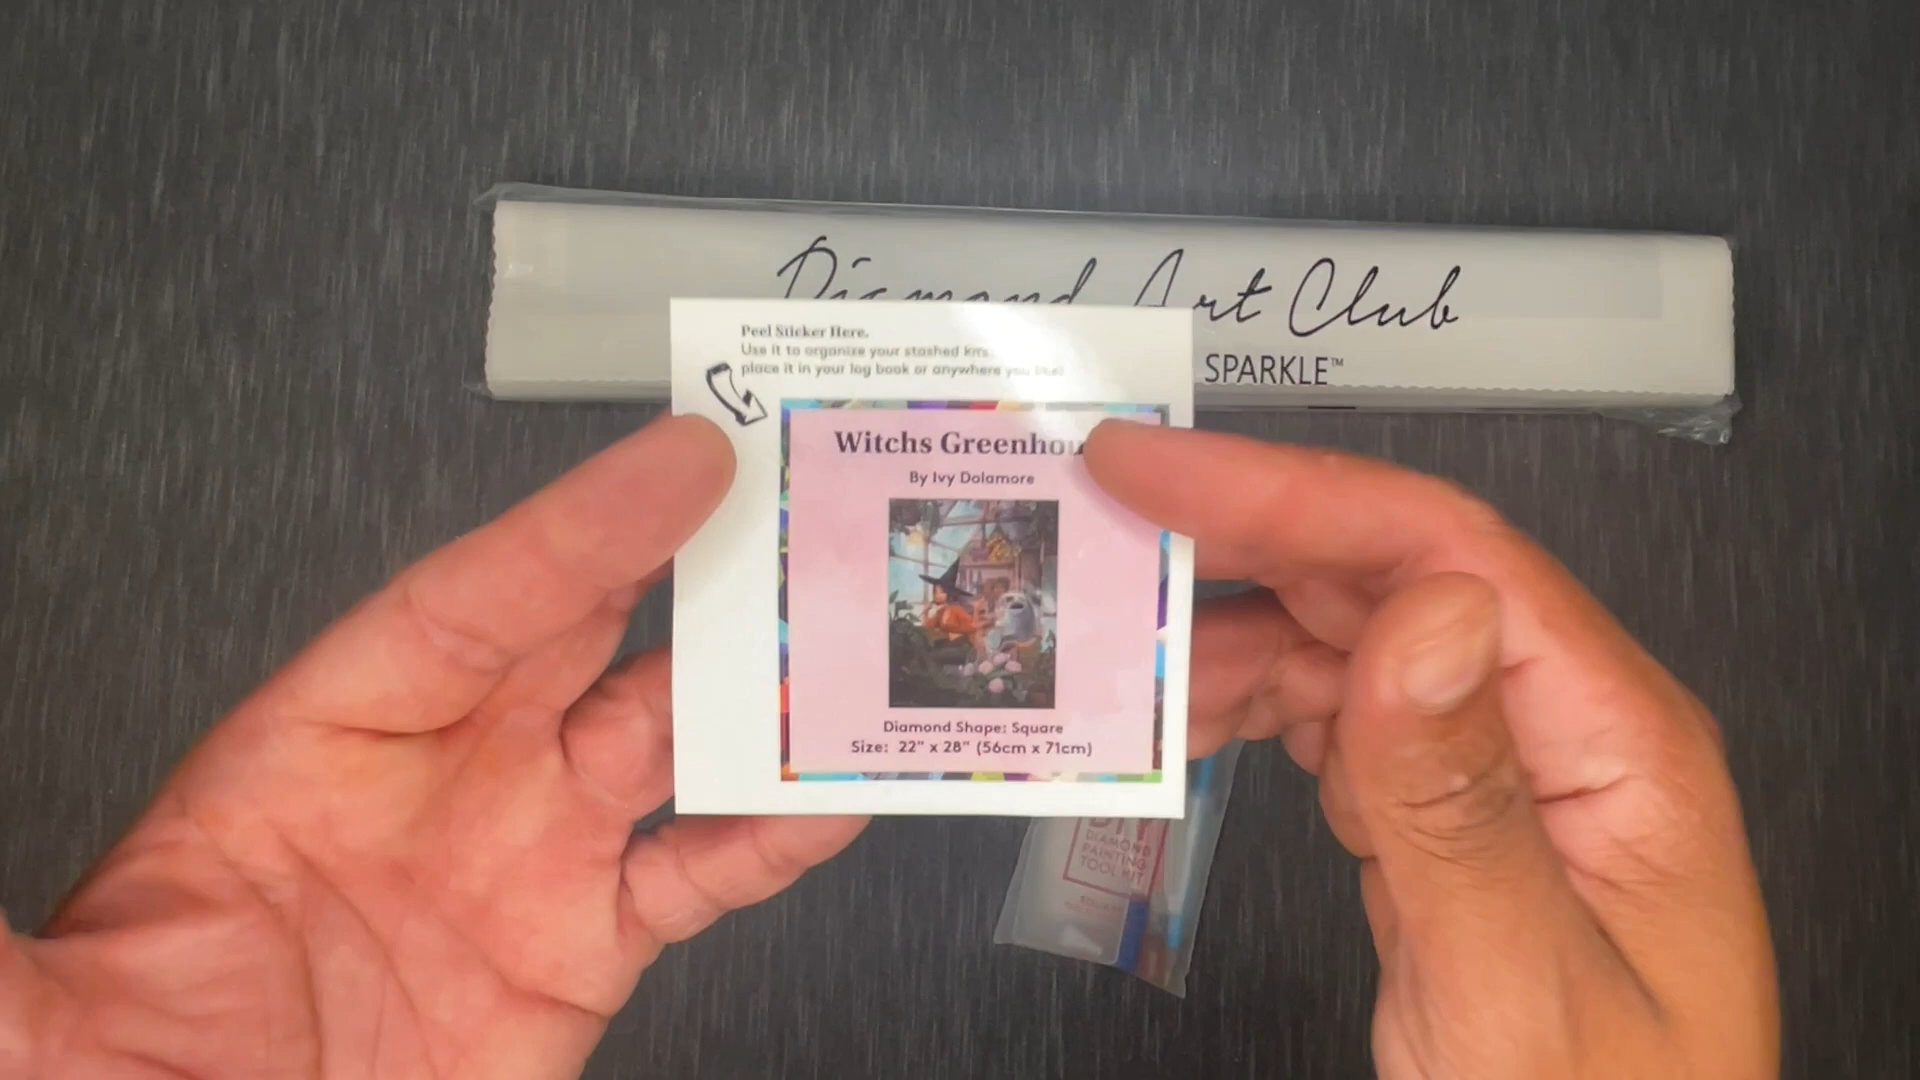 Diamond Art Club
SPARKLE™
Peel Sticker Here.
Use it to organize your stashed kits,
place it in your log book or anywhere you like!
Witchs Greenhou
By Ivy Dolamore
Diamond Shape: Square
Size: 22" x 28" (56cm x 71cm)
DIY
DIAMOND
PAINTING
TOOL KIT